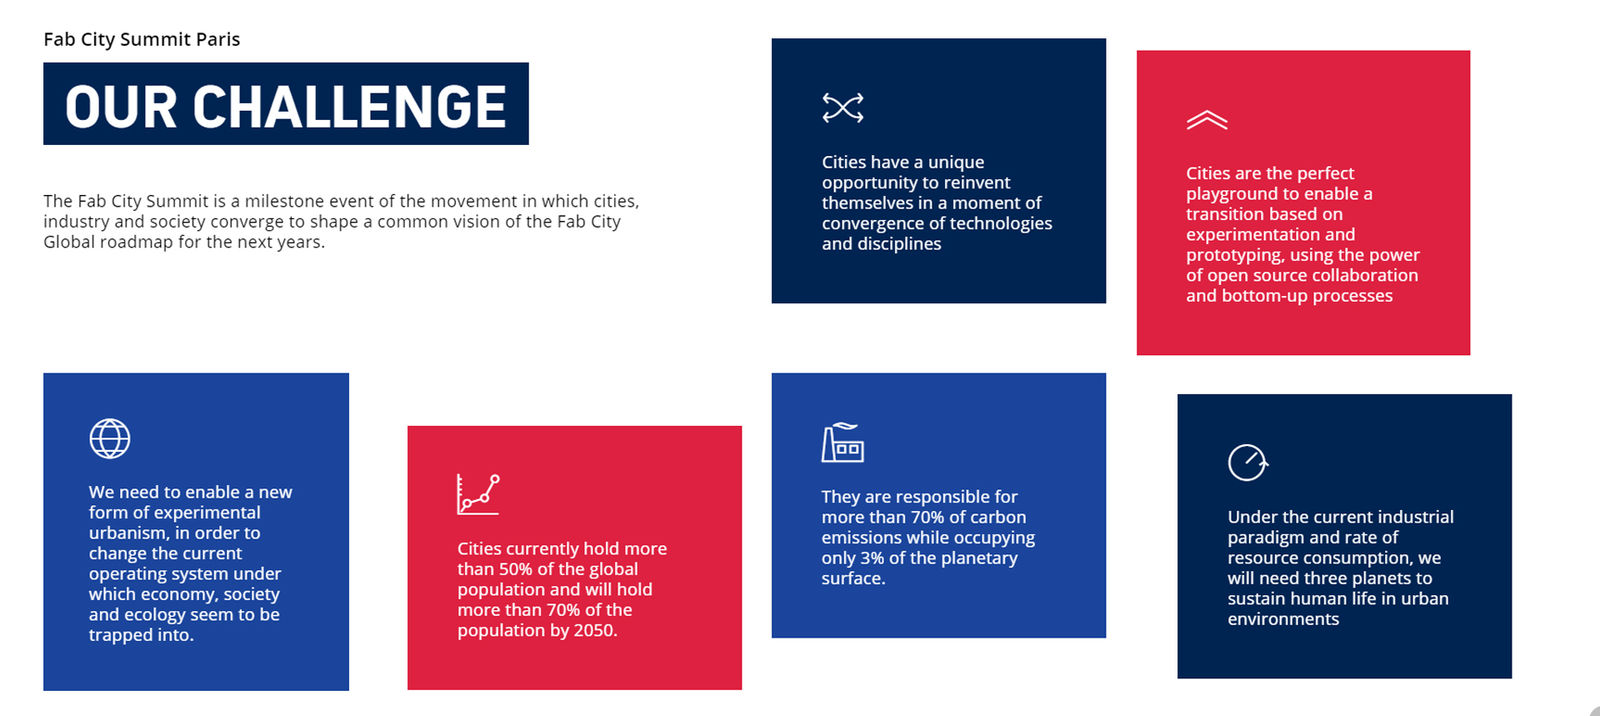 Fab City Summit Paris
OUR CHALLENGE
The Fab City Summit is a milestone event of the movement in which cities,
industry and society converge to shape a common vision of the Fab City
Global roadmap for the next years.
Cities have a unique
opportunity to reinvent
themselves in a moment of
convergence of technologies
and disciplines
Cities are the perfect
playground to enable a
transition based on
experimentation and
prototyping, using the power
of open source collaboration
and bottom-up processes
We need to enable a new
form of experimental
urbanism, in order to
change the current
operating system under
which economy, society
and ecology seem to be
trapped into.
Cities currently hold more
than 50% of the global
population and will hold
more than 70% of the
population by 2050.
They are responsible for
more than 70% of carbon
emissions while occupying
only 3% of the planetary
surface.
Under the current industrial
paradigm and rate of
resource consumption, we
will need three planets to
sustain human life in urban
environments